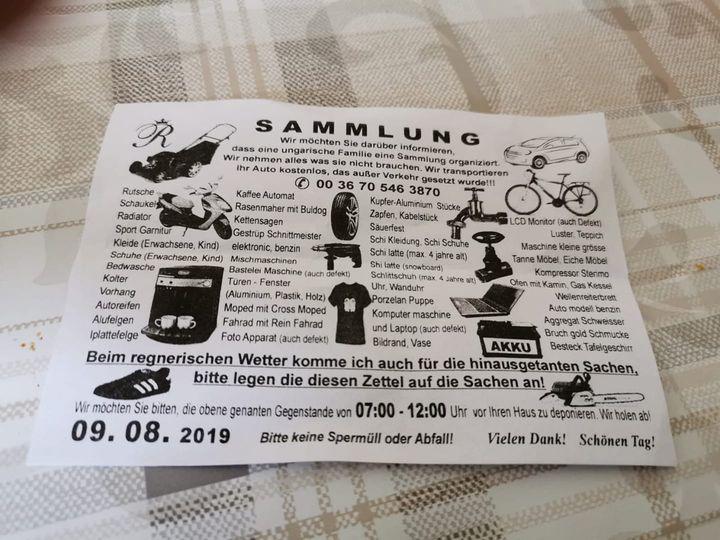 R
SAMMLUNG
Wir möchten Sie darüber informieren,
dass eine ungarische Familie eine Sammlung organiziert.
Wir nehmen alles was sie nicht brauchen. Wir transportieren
ihr Auto kostenlos, das außer Verkehr gesetzt wurde!!!
✆ 00 36 70 546 3870
Rutsche
Schaukel
Radiator
Sport Garnitur
Kleide (Erwachsene, Kind)
Schuhe (Erwachsene, Kind)
Bedwasche
Kolter
Vorhang
Autoreifen
Alufelgen
Iplattefelge
Kaffee Automat
Rasenmaher mit Buldog
Kettensagen
Gestrüp Schnittmeister
elektronic, benzin
Mischmaschinen
Bastelei Maschine (auch defekt)
Türen - Fenster
(Aluminium, Plastik, Holz)
Moped mit Cross Moped
Fahrad mit Rein Fahrad
Foto Apparat (auch defekt)
Kupfer-Aluminium Stücke
Zapfen, Kabelstück
Säuerfest
Schi Kleidung, Schi Schuhe
Schi latte (max. 4 jahre alt)
Shi latte (snowboard)
Schlittschuh (max. 4 jahre alt)
Uhr, Wanduhr
Porzelan Puppe
Komputer maschine
und Laptop (auch defekt)
Bildrand, Vase
LCD Monitor (auch Defekt)
Luster, Teppich
Maschine kleine grösse
Tanne Möbel, Eiche Möbel
Kompressor Sterimo
Ofen mit Kamin, Gas Kessel
Wellenreiterbrett
Auto modell benzin
Aggregat Schweisser
Bruch gold Schmucke
Besteck Tafelgeschirr
AKKU
Beim regnerischen Wetter komme ich auch für die hinausgetanten Sachen,
bitte legen die diesen Zettel auf die Sachen an!
Wir möchten Sie bitten, die obene genanten Gegenstande von 07:00 - 12:00 Uhr vor Ihren Haus zu deponieren. Wir holen ab!
09. 08. 2019 Bitte keine Spermüll oder Abfall! Vielen Dank! Schönen Tag!